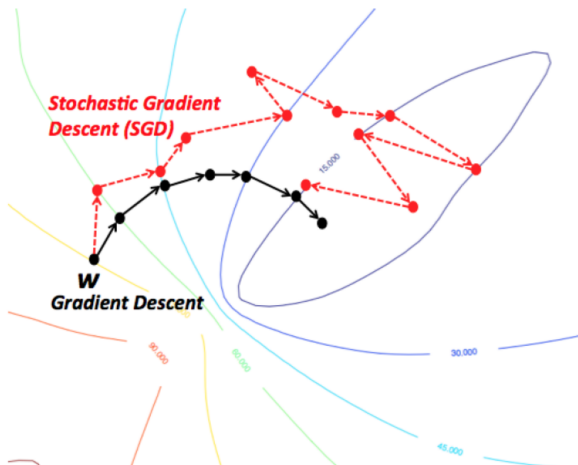 Stochastic Gradient
Descent (SGD)
15.000
W
Gradient Descent
90.000
60.000
30.000
45.000